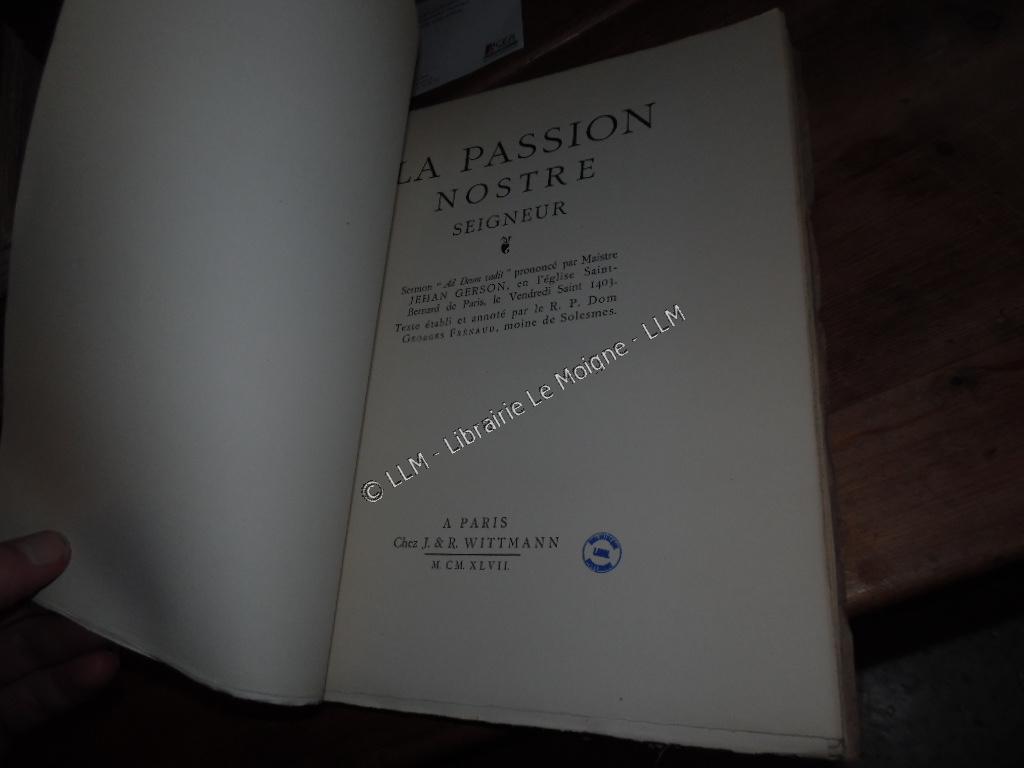 LA PASSION
NOSTRE
SEIGNEUR
Sermon "Ad Deum vadit" prononcé par Maistre
JEHAN GERSON, en l'église Saint-
Bernard de Paris, le Vendredi Saint 1403.
Texte établi et annoté par le R. P. Dom
GEORGES FRÉNAUD, moine de Solesmes.
© LLM - Librairie Le Moigne - LLM
A PARIS
Chez J. & R. WITTMANN
M. CM. XLVII.